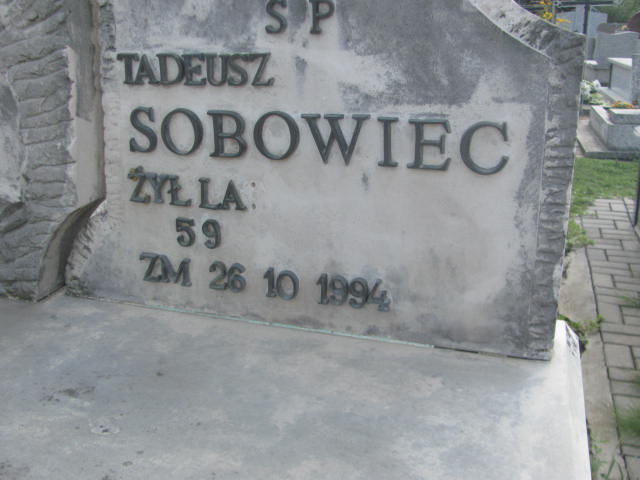 SP
TADEUSZ
SOBOWIEC
ŻYŁ LA
59
ZM 26 10 1994